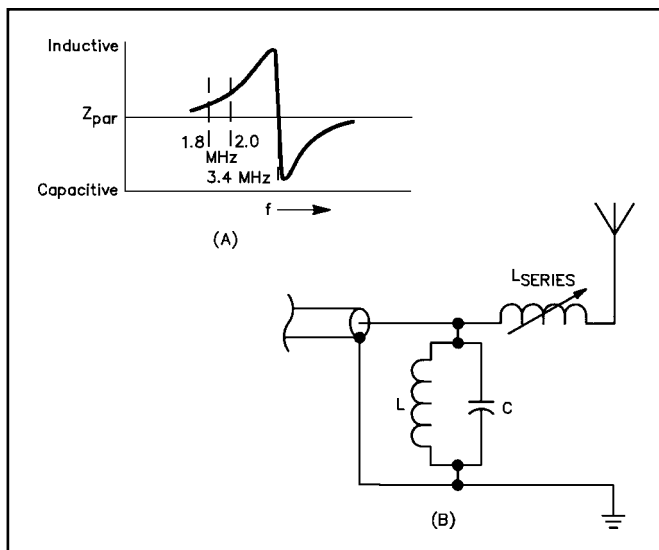 Inductive
Zpar
1.8 2.0
MHz
3.4 MHz
Capacitive
f
(A)
LSERIES
L
C
(B)